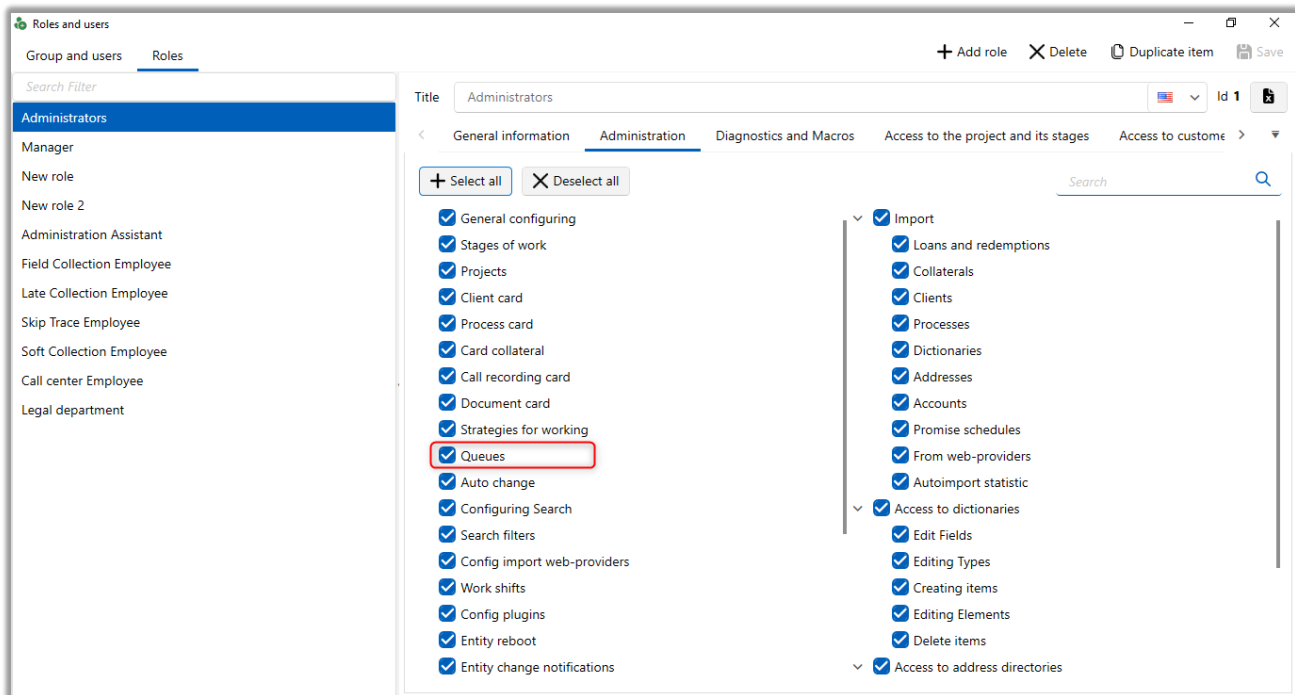 Roles and users
Group and users
Roles
Add role
Delete
Duplicate item
Save
Search Filter
Administrators
Manager
New role
New role 2
Administration Assistant
Field Collection Employee
Late Collection Employee
Skip Trace Employee
Soft Collection Employee
Call center Employee
Legal department
Title
Administrators
Id 1
General information
Administration
Diagnostics and Macros
Access to the project and its stages
Access to custome
Select all
Deselect all
Search
General configuring
Stages of work
Projects
Client card
Process card
Card collateral
Call recording card
Document card
Strategies for working
Queues
Auto change
Configuring Search
Search filters
Config import web-providers
Work shifts
Config plugins
Entity reboot
Entity change notifications
Import
Loans and redemptions
Collaterals
Clients
Processes
Dictionaries
Addresses
Accounts
Promise schedules
From web-providers
Autoimport statistic
Access to dictionaries
Edit Fields
Editing Types
Creating items
Editing Elements
Delete items
Access to address directories